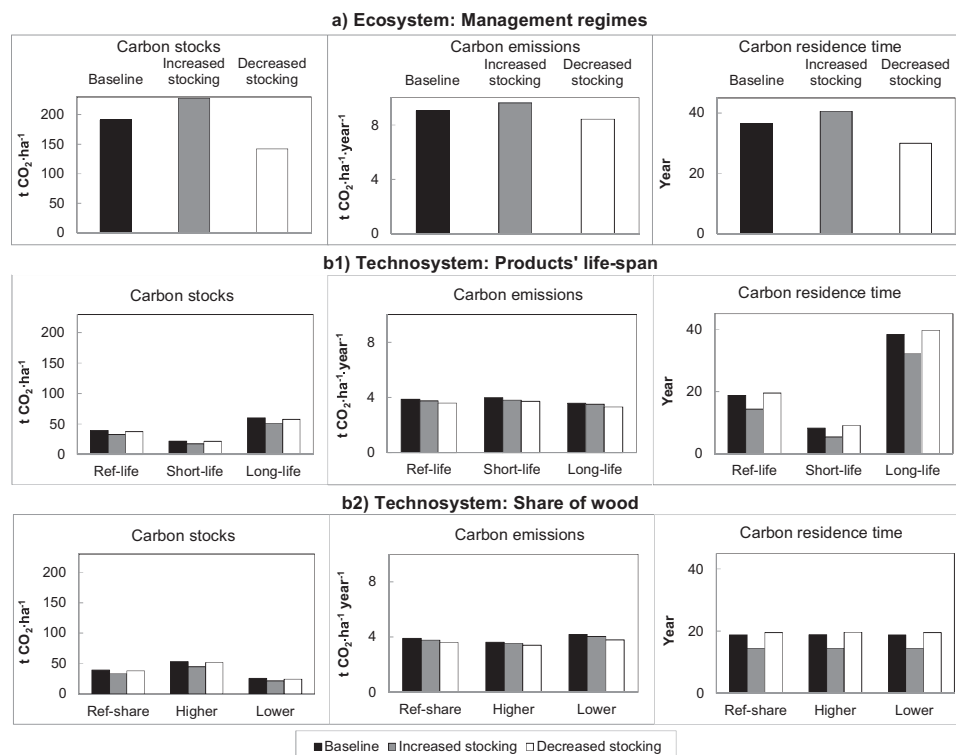 a) Ecosystem: Management regimes
Carbon stocks
Baseline
Increased stocking
Decreased stocking
t CO₂·ha⁻¹
200
150
100
50
0
Carbon emissions
Baseline
Increased stocking
Decreased stocking
t CO₂·ha⁻¹·year⁻¹
8
4
0
Carbon residence time
Baseline
Increased stocking
Decreased stocking
Year
40
20
0
b1) Technosystem: Products' life-span
Carbon stocks
t CO₂·ha⁻¹
200
150
100
50
0
Ref-life Short-life Long-life
Carbon emissions
t CO₂·ha⁻¹·year⁻¹
8
4
0
Ref-life Short-life Long-life
Carbon residence time
Year
40
20
0
Ref-life Short-life Long-life
b2) Technosystem: Share of wood
Carbon stocks
t CO₂·ha⁻¹
200
150
100
50
0
Ref-share Higher Lower
Carbon emissions
t CO₂·ha⁻¹ year⁻¹
8
4
0
Ref-share Higher Lower
Carbon residence time
Year
40
20
0
Ref-share Higher Lower
Baseline Increased stocking Decreased stocking